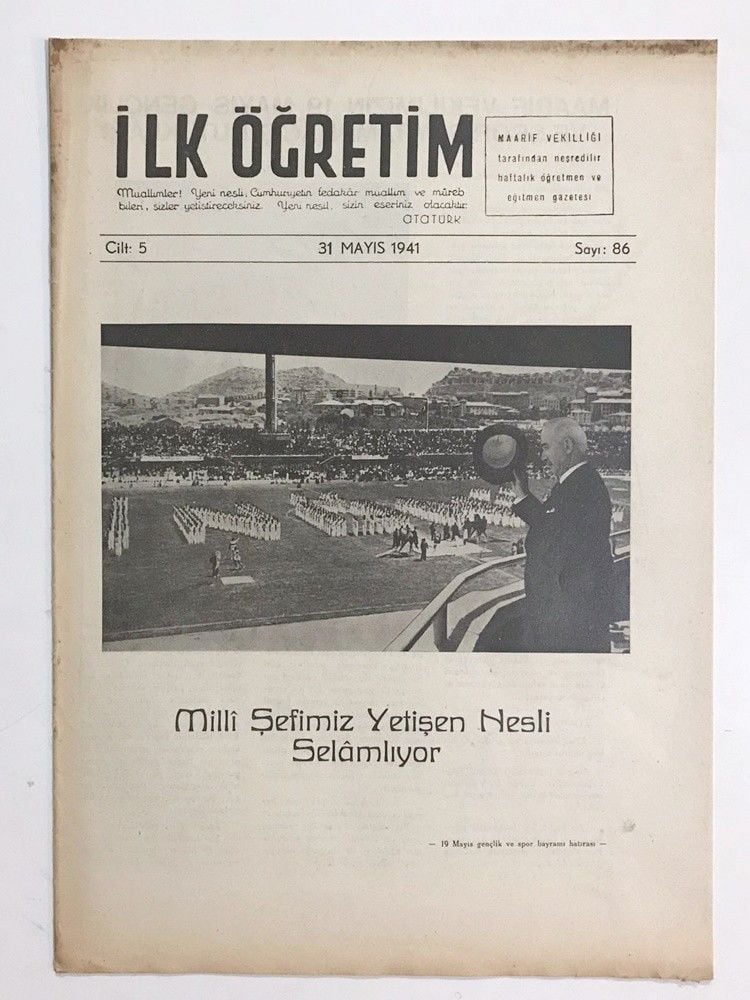 İLK ÖĞRETİM
Muallimler! Yeni nesli, Cumhuriyetin fedakâr muallim ve müreb
bileri, sizler yetiştireceksiniz. Yeni nesil, sizin eseriniz olacaktır.
ATATÜRK
MAARİF VEKİLLİĞİ
tarafından neşredilir
haftalık öğretmen ve
eğitmen gazetesi
Cilt: 5 31 MAYIS 1941 Sayı: 86
Millî Şefimiz Yetişen Nesli
Selâmlıyor
— 19 Mayıs gençlik ve spor bayramı hatırası —